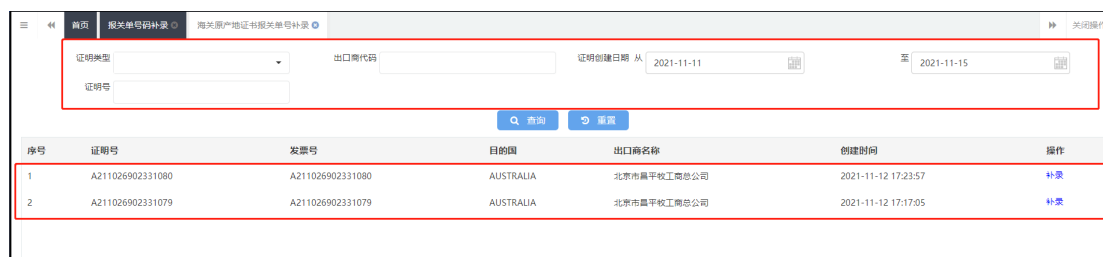 首页 报关单号码补录 海关原产地证书报关单号补录 关闭操作
证明类型 出口商代码 证明创建日期 从 2021-11-11 至 2021-11-15
证明号
查询 重置
序号 证明号 发票号 目的国 出口商名称 创建时间 操作
1 A211026902331080 A211026902331080 AUSTRALIA 北京市昌平牧工商总公司 2021-11-12 17:23:57 补录
2 A211026902331079 A211026902331079 AUSTRALIA 北京市昌平牧工商总公司 2021-11-12 17:17:05 补录